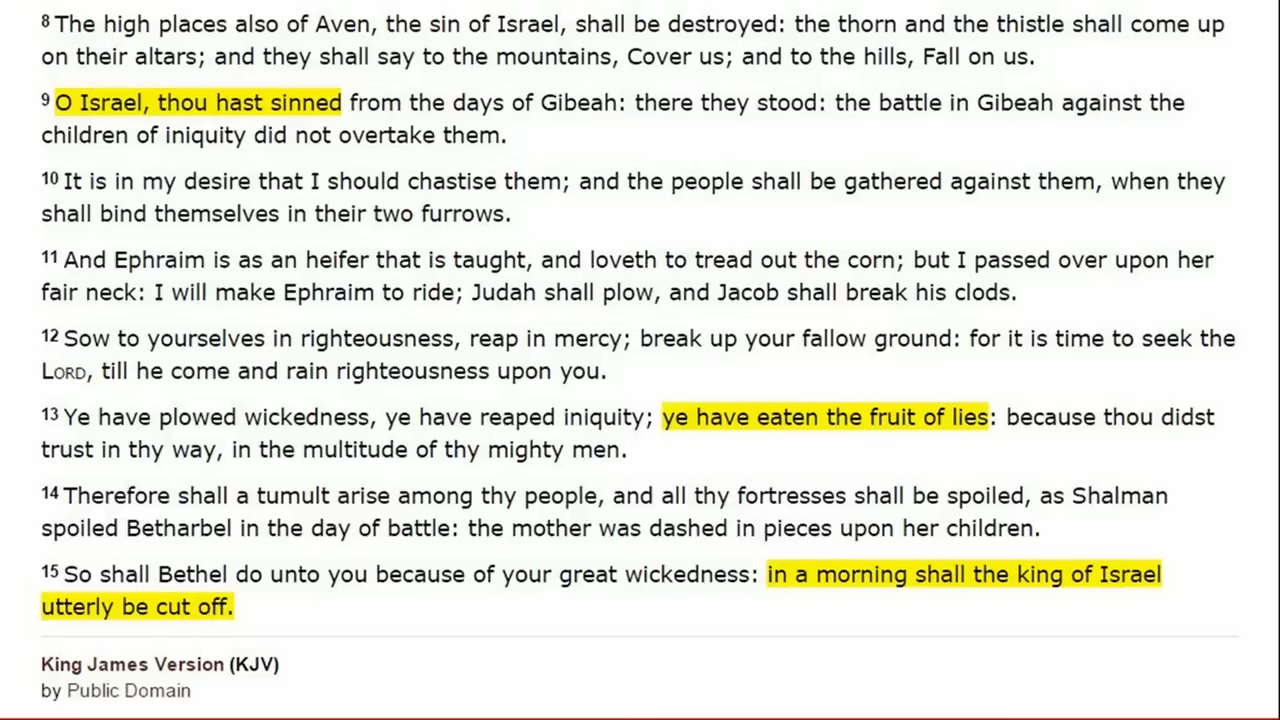 8 The high places also of Aven, the sin of Israel, shall be destroyed: the thorn and the thistle shall come up
on their altars; and they shall say to the mountains, Cover us; and to the hills, Fall on us.
9 O Israel, thou hast sinned from the days of Gibeah: there they stood: the battle in Gibeah against the
children of iniquity did not overtake them.
10 It is in my desire that I should chastise them; and the people shall be gathered against them, when they
shall bind themselves in their two furrows.
11 And Ephraim is as an heifer that is taught, and loveth to tread out the corn; but I passed over upon her
fair neck: I will make Ephraim to ride; Judah shall plow, and Jacob shall break his clods.
12 Sow to yourselves in righteousness, reap in mercy; break up your fallow ground: for it is time to seek the
LORD, till he come and rain righteousness upon you.
13 Ye have plowed wickedness, ye have reaped iniquity; ye have eaten the fruit of lies: because thou didst
trust in thy way, in the multitude of thy mighty men.
14 Therefore shall a tumult arise among thy people, and all thy fortresses shall be spoiled, as Shalman
spoiled Betharbel in the day of battle: the mother was dashed in pieces upon her children.
15 So shall Bethel do unto you because of your great wickedness: in a morning shall the king of Israel
utterly be cut off.
King James Version (KJV)
by Public Domain